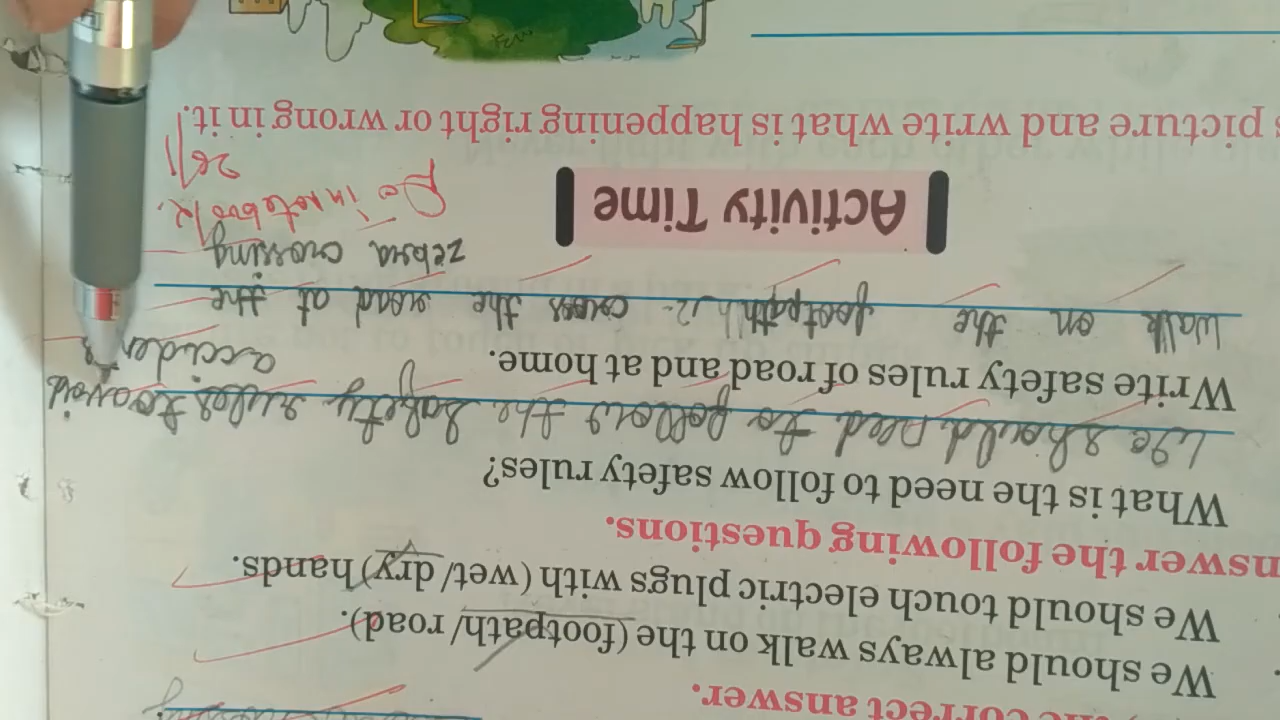 correct answer.
We should always walk on the (footpath/ road).
We should touch electric plugs with (wet/ dry) hands.
nswer the following questions.
What is the need to follow safety rules?
We should need to follow the safety rules to avoid
accident
Write safety rules of road and at home.
Walk on the footpath 2- cross the road at the
zebra crossing
Activity Time
Do in notebook.
picture and write what is happening right or wrong in it.